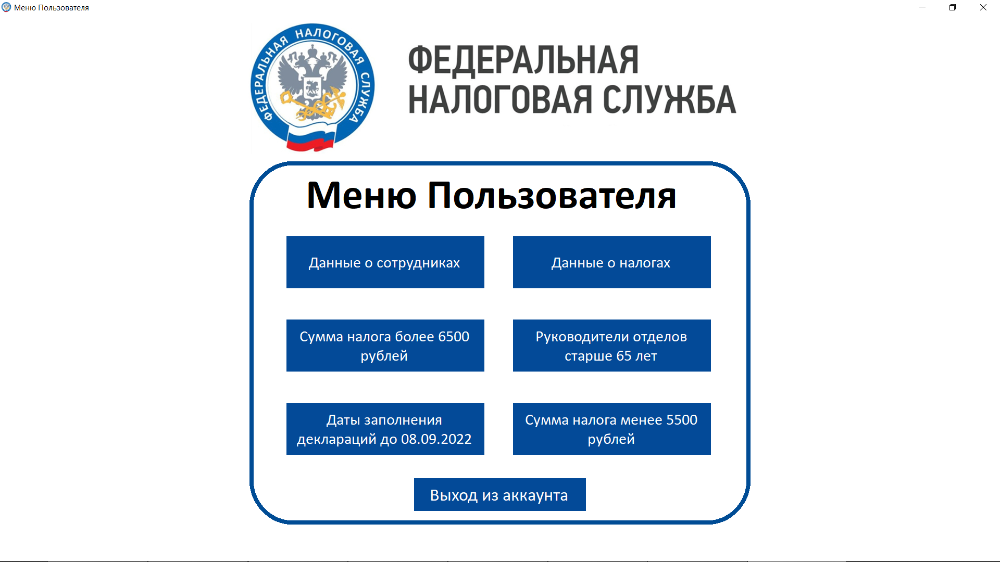 Меню Пользователя
ФЕДЕРАЛЬНАЯ НАЛОГОВАЯ СЛУЖБА
ФЕДЕРАЛЬНАЯ
НАЛОГОВАЯ СЛУЖБА
Меню Пользователя
Данные о сотрудниках
Данные о налогах
Сумма налога более 6500
рублей
Руководители отделов
старше 65 лет
Даты заполнения
деклараций до 08.09.2022
Сумма налога менее 5500
рублей
Выход из аккаунта